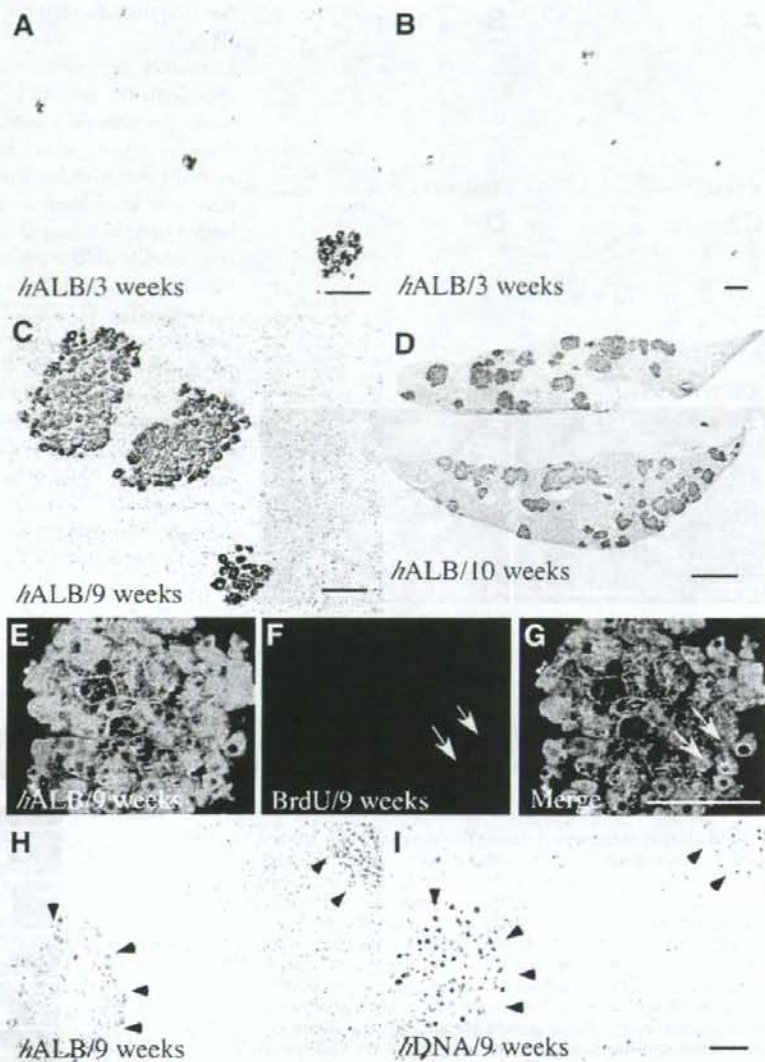 A
B
hALB/3 weeks
hALB/3 weeks
C
D
hALB/9 weeks
hALB/10 weeks
E
F
G
hALB/9 weeks
BrdU/9 weeks
Merge
H
I
hALB/9 weeks
hDNA/9 weeks